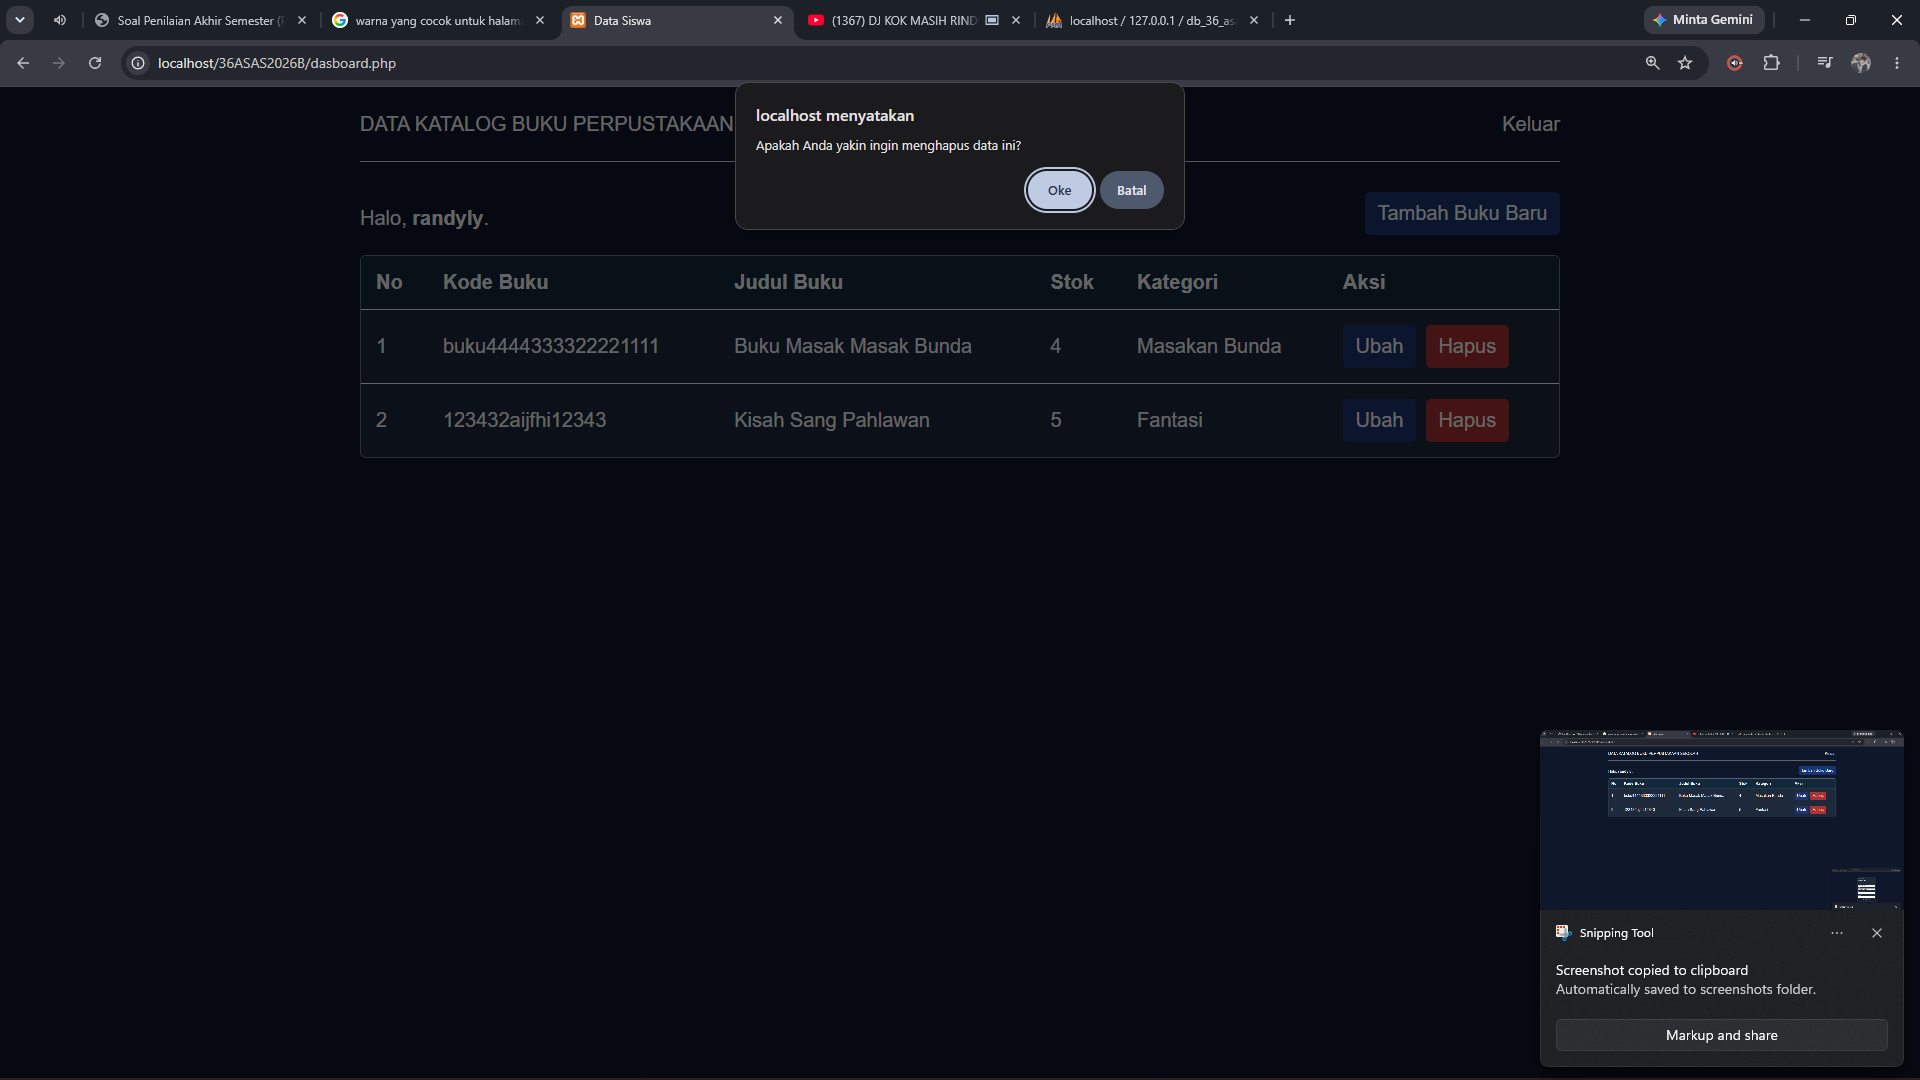 Soal Penilaian Akhir Semester (P
warna yang cocok untuk halam
Data Siswa
(1367) DJ KOK MASIH RIND
localhost / 127.0.0.1 / db_36_as
Minta Gemini
localhost/36ASAS2026B/dasboard.php
localhost menyatakan
Apakah Anda yakin ingin menghapus data ini?
Oke Batal
DATA KATALOG BUKU PERPUSTAKAAN
Keluar
Halo, randyly.
Tambah Buku Baru
No Kode Buku Judul Buku Stok Kategori Aksi
1 buku4444333322221111 Buku Masak Masak Bunda 4 Masakan Bunda Ubah Hapus
2 123432aijfhi12343 Kisah Sang Pahlawan 5 Fantasi Ubah Hapus
Snipping Tool
Screenshot copied to clipboard
Automatically saved to screenshots folder.
Markup and share